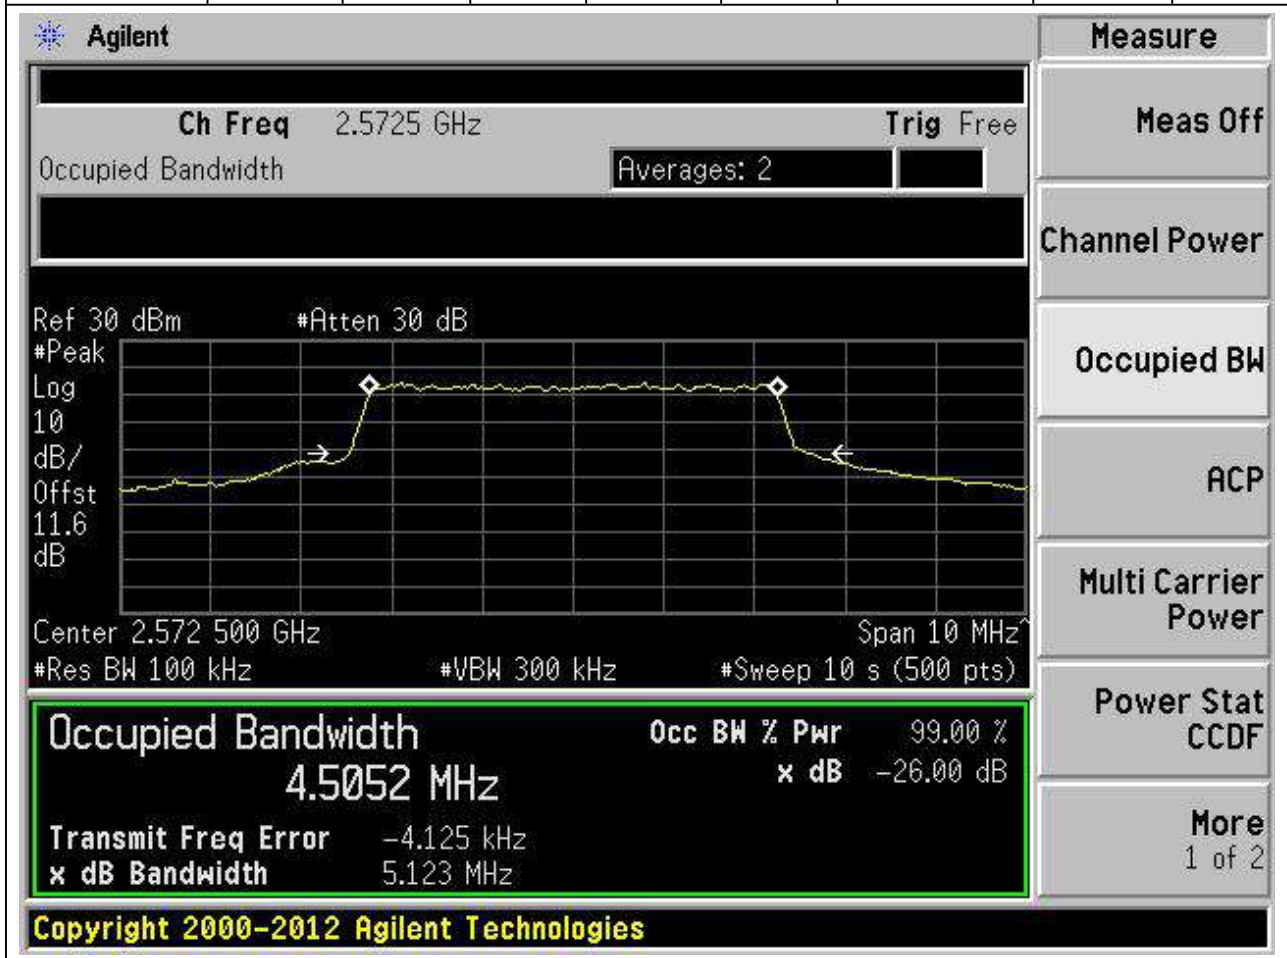 Agilent
Measure
Ch Freq 2.5725 GHz Trig Free
Occupied Bandwidth Averages: 2
Meas Off
Channel Power
Occupied BW
ACP
Multi Carrier
Power
Power Stat
CCDF
More
1 of 2
Ref 30 dBm #Atten 30 dB
#Peak
Log
10
dB/
Offst
11.6
dB
Center 2.572 500 GHz Span 10 MHz^
#Res BW 100 kHz #VBW 300 kHz #Sweep 10 s (500 pts)
Occupied Bandwidth Occ BW % Pwr 99.00 %
4.5052 MHz x dB -26.00 dB
Transmit Freq Error -4.125 kHz
x dB Bandwidth 5.123 MHz
Copyright 2000-2012 Agilent Technologies